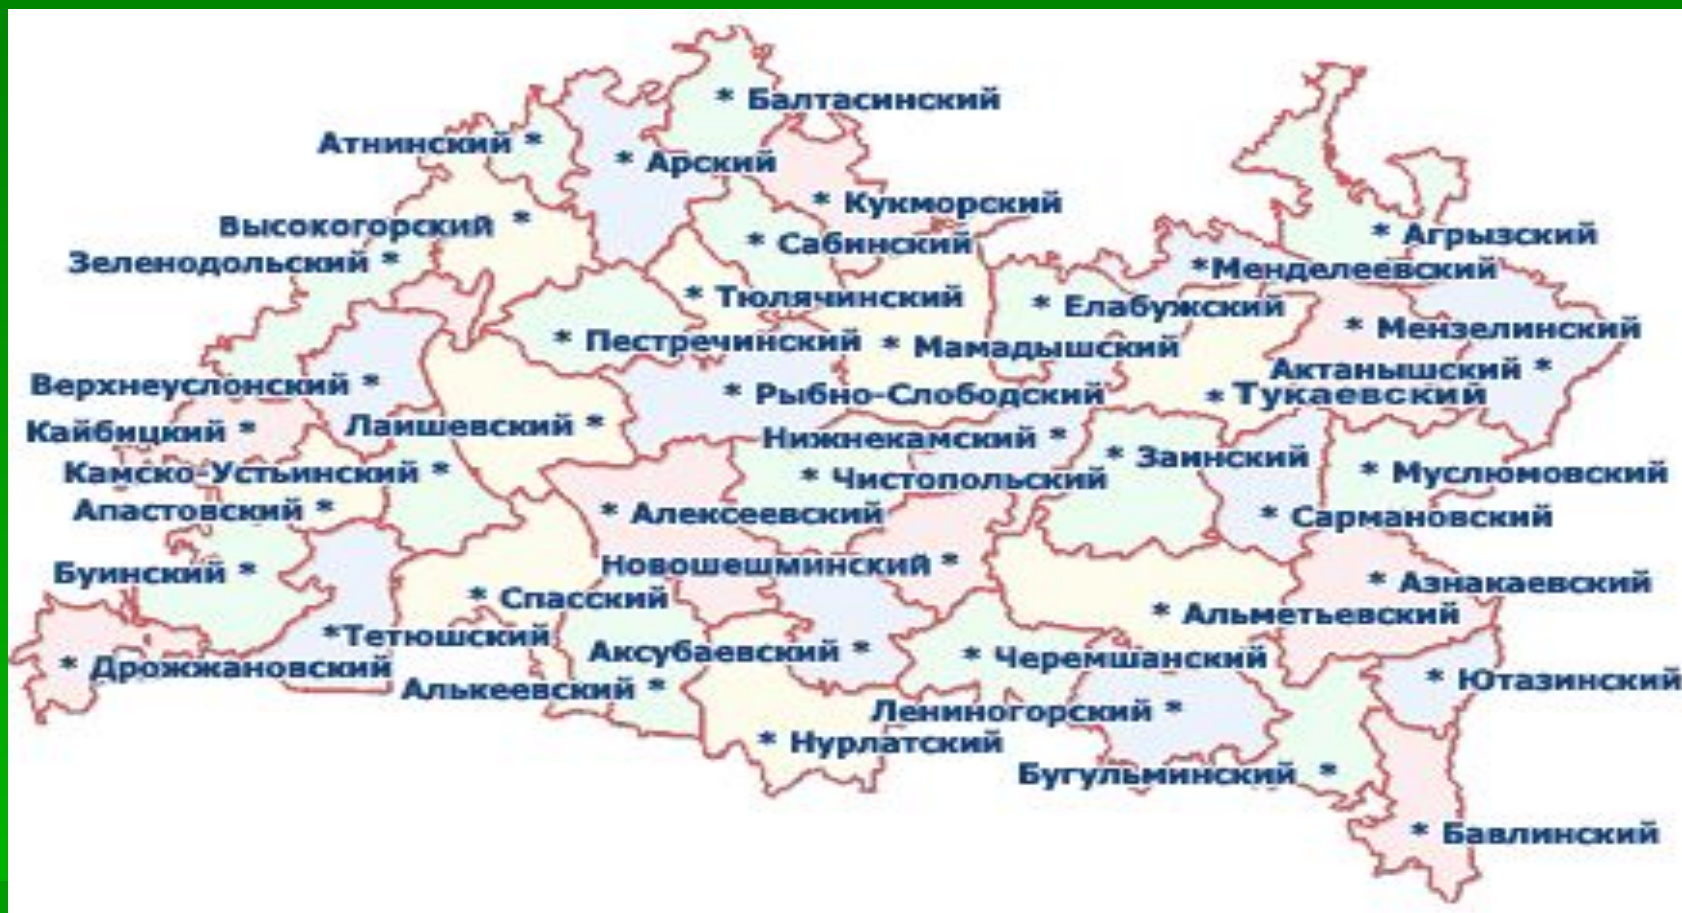 * Балтасинский
Атнинский *
* Арский
* Кукморский
Высокогорский *
* Агрызский
* Сабинский
Зеленодольский *
*Менделеевский
* Тюлячинский
* Елабужский
* Мензелинский
* Пестречинский
* Мамадышский
Актанышский *
Верхнеуслонский *
* Рыбно-Слободский
* Тукаевский
Лаишевский *
Кайбицкий *
Нижнекамский *
* Заинский
Камско-Устьинский *
* Чистопольский
* Муслюмовский
Апастовский *
* Алексеевский
* Сармановский
Новошешминский *
Буинский *
* Азнакаевский
* Спасский
* Альметьевский
*Тетюшский
Аксубаевский *
* Черемшанский
* Дрожжановский
* Ютазинский
Алькеевский *
Лениногорский *
* Нурлатский
Бугульминский *
* Бавлинский